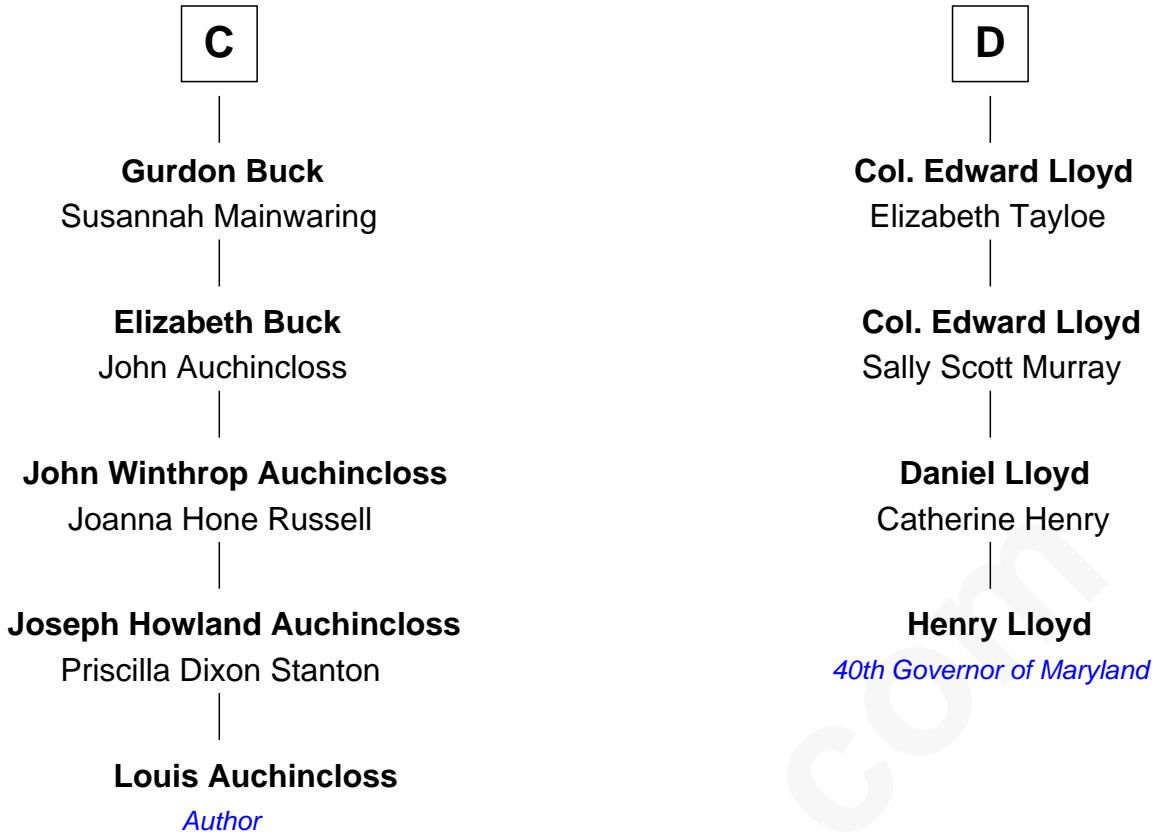 C
Gurdon Buck
Susannah Mainwaring
Elizabeth Buck
John Auchincloss
John Winthrop Auchincloss
Joanna Hone Russell
Joseph Howland Auchincloss
Priscilla Dixon Stanton
Louis Auchincloss
Author
D
Col. Edward Lloyd
Elizabeth Tayloe
Col. Edward Lloyd
Sally Scott Murray
Daniel Lloyd
Catherine Henry
Henry Lloyd
40th Governor of Maryland
com